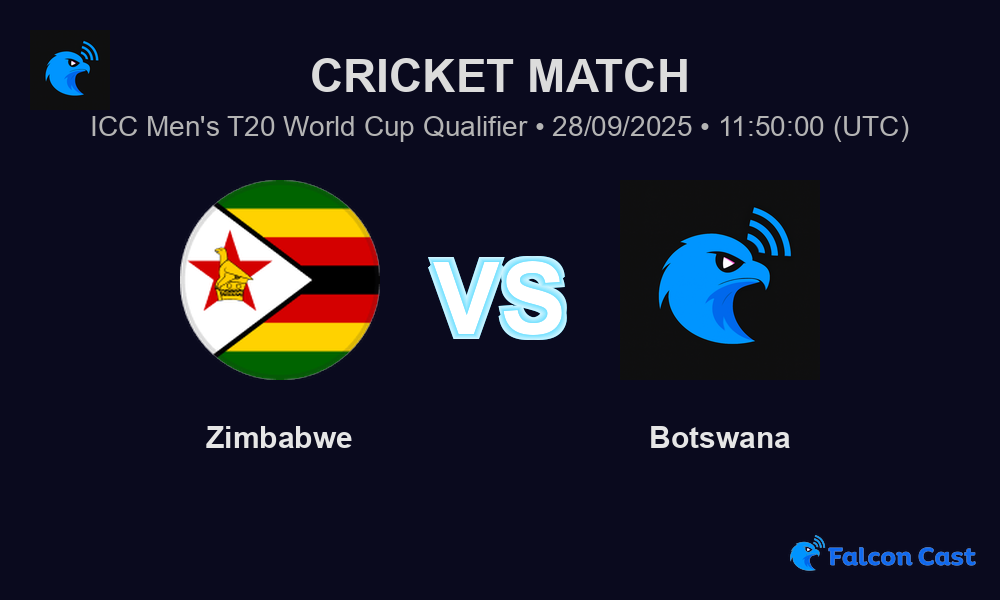 CRICKET MATCH
ICC Men's T20 World Cup Qualifier • 28/09/2025 • 11:50:00 (UTC)
VS
Zimbabwe
Botswana
Falcon Cast